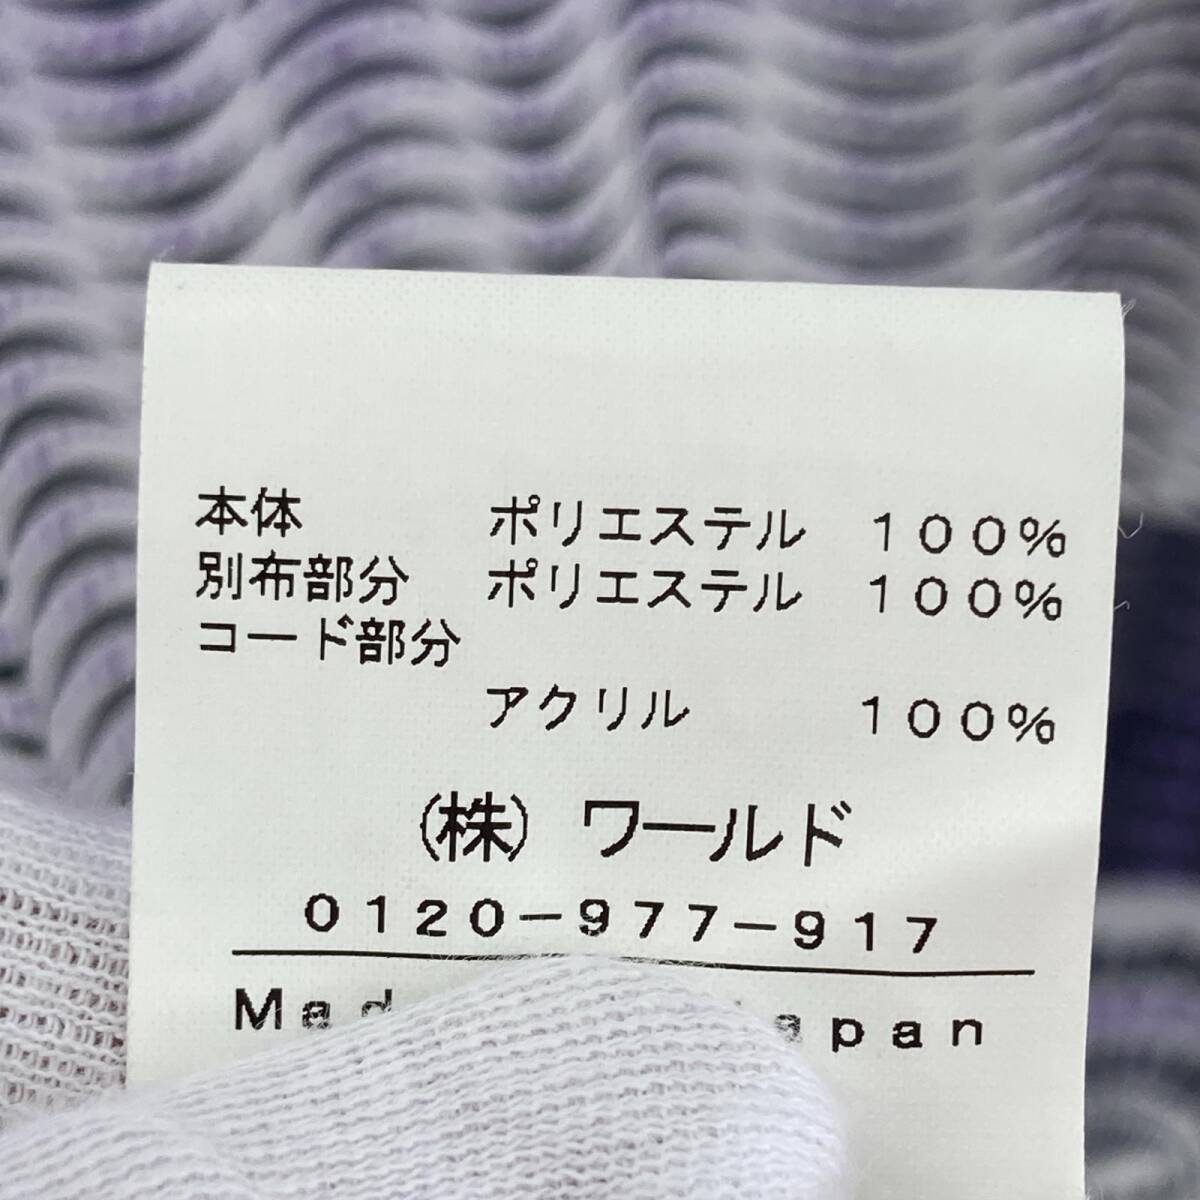 本体 ポリエステル 100%
別布部分 ポリエステル 100%
コード部分
アクリル 100%
(株) ワールド
0120-977-917